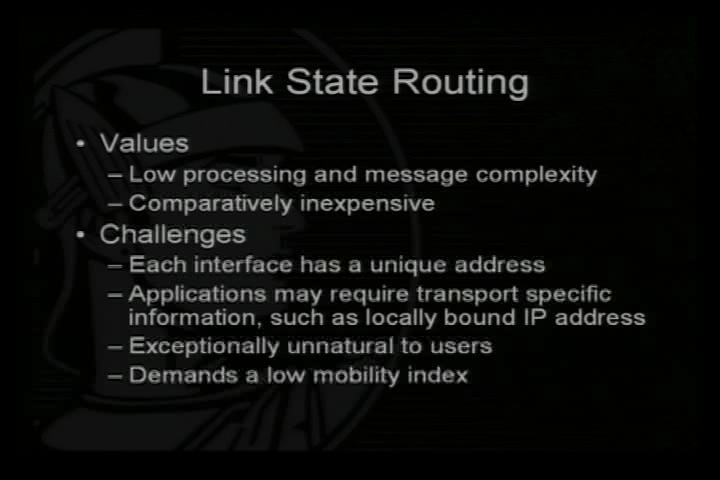 Link State Routing
• Values
– Low processing and message complexity
– Comparatively inexpensive
• Challenges
– Each interface has a unique address
– Applications may require transport specific
information, such as locally bound IP address
– Exceptionally unnatural to users
– Demands a low mobility index